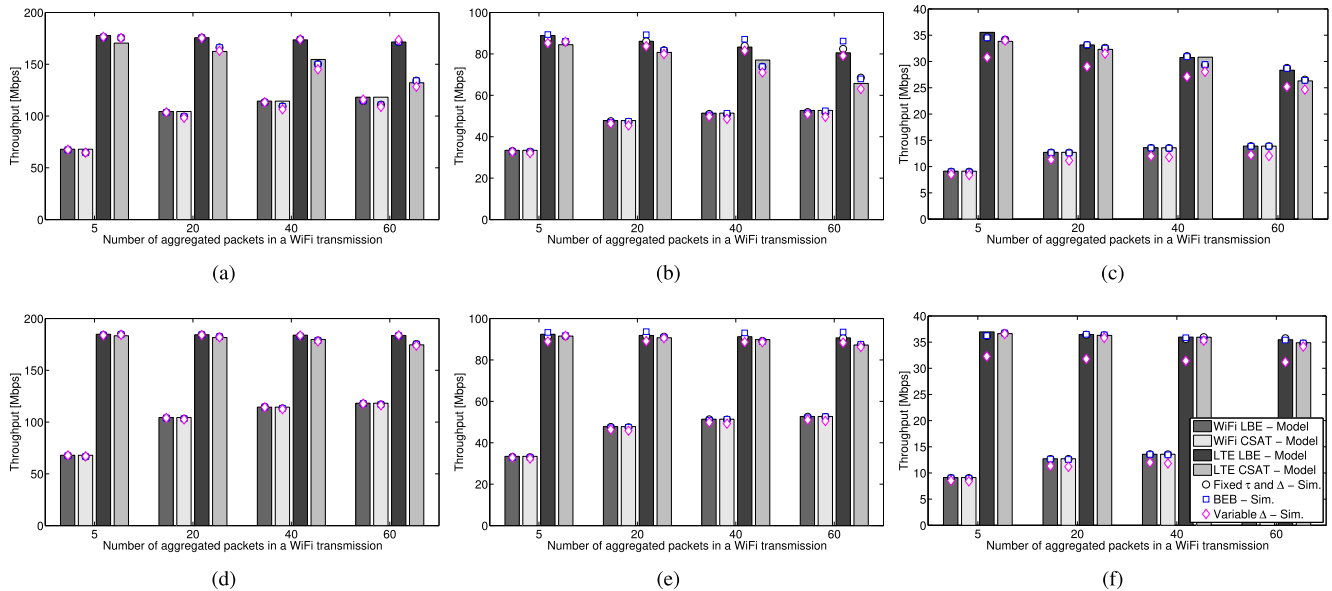 200
150
100
50
0
Throughput [Mbps]
5 20 40 60
Number of aggregated packets in a WiFi transmission
(a)
100
80
60
40
20
0
Throughput [Mbps]
5 20 40 60
Number of aggregated packets in a WiFi transmission
(b)
40
35
30
25
20
15
10
5
0
Throughput [Mbps]
5 20 40 60
Number of aggregated packets in a WiFi transmission
(c)
200
150
100
50
0
Throughput [Mbps]
5 20 40 60
Number of aggregated packets in a WiFi transmission
(d)
100
80
60
40
20
0
Throughput [Mbps]
5 20 40 60
Number of aggregated packets in a WiFi transmission
(e)
40
35
30
25
20
15
10
5
0
Throughput [Mbps]
WiFi LBE − Model
WiFi CSAT − Model
LTE LBE − Model
LTE CSAT − Model
Fixed τ and Δ − Sim.
BEB − Sim.
Variable Δ − Sim.
5 20 40 60
Number of aggregated packets in a WiFi transmission
(f)